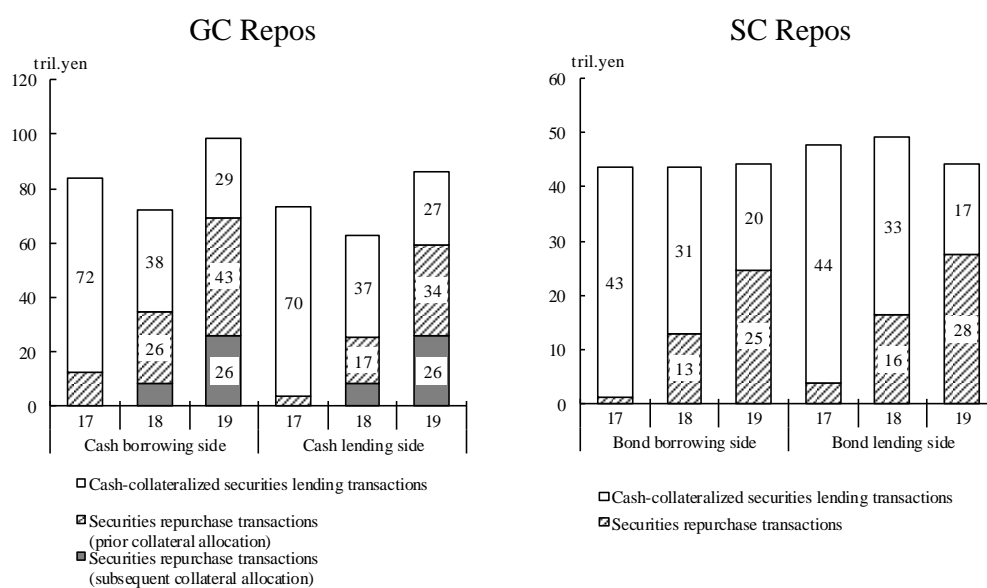 GC Repos
tril.yen
120
100
80
60
40
20
0
72
38
26
29
43
26
70
37
17
27
34
26
17 18 19 17 18 19
Cash borrowing side Cash lending side
Cash-collateralized securities lending transactions
Securities repurchase transactions
(prior collateral allocation)
Securities repurchase transactions
(subsequent collateral allocation)
SC Repos
tril.yen
60
50
40
30
20
10
0
43
31
13
20
25
44
33
16
17
28
17 18 19 17 18 19
Bond borrowing side Bond lending side
Cash-collateralized securities lending transactions
Securities repurchase transactions